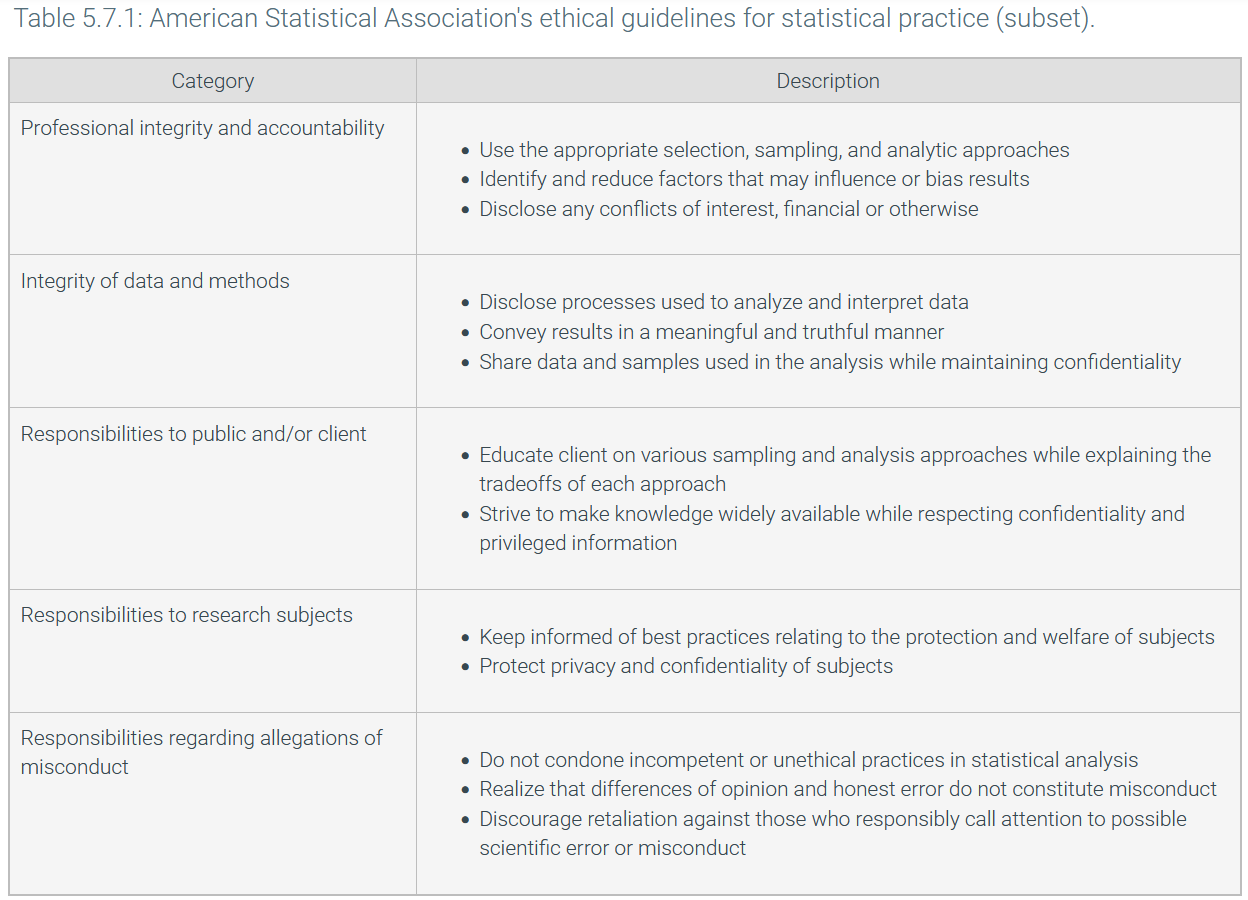 Table 5.7.1: American Statistical Association's ethical guidelines for statistical practice (subset).
Category
Description
Professional integrity and accountability
• Use the appropriate selection, sampling, and analytic approaches
• Identify and reduce factors that may influence or bias results
• Disclose any conflicts of interest, financial or otherwise
Integrity of data and methods
• Disclose processes used to analyze and interpret data
• Convey results in a meaningful and truthful manner
• Share data and samples used in the analysis while maintaining confidentiality
Responsibilities to public and/or client
• Educate client on various sampling and analysis approaches while explaining the
tradeoffs of each approach
• Strive to make knowledge widely available while respecting confidentiality and
privileged information
Responsibilities to research subjects
• Keep informed of best practices relating to the protection and welfare of subjects
• Protect privacy and confidentiality of subjects
Responsibilities regarding allegations of
misconduct
• Do not condone incompetent or unethical practices in statistical analysis
• Realize that differences of opinion and honest error do not constitute misconduct
• Discourage retaliation against those who responsibly call attention to possible
scientific error or misconduct